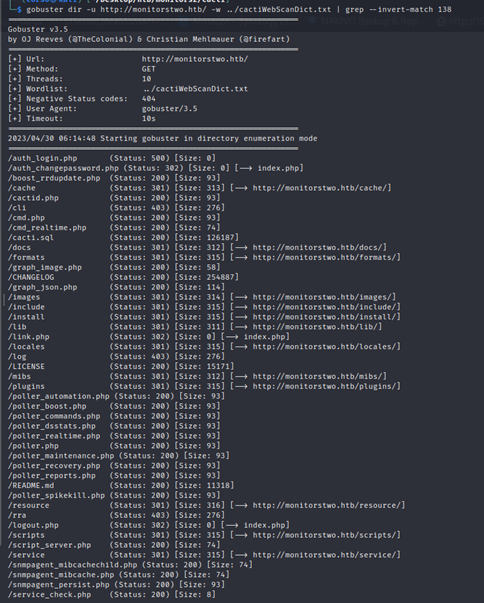 $ gobuster dir -u http://monitorstwo.htb/ -w ../cactiWebScanDict.txt | grep --invert-match 138
Gobuster v3.5
by OJ Reeves (@TheColonial) & Christian Mehlmauer (@firefart)
[+] Url: http://monitorstwo.htb/
[+] Method: GET
[+] Threads: 10
[+] Wordlist: ../cactiWebScanDict.txt
[+] Negative Status codes: 404
[+] User Agent: gobuster/3.5
[+] Timeout: 10s
2023/04/30 06:14:48 Starting gobuster in directory enumeration mode
/auth_login.php (Status: 500) [Size: 0]
/auth_changepassword.php (Status: 302) [Size: 0] [--> index.php]
/boost_rrdupdate.php (Status: 200) [Size: 93]
/cache (Status: 301) [Size: 313] [--> http://monitorstwo.htb/cache/]
/cactid.php (Status: 200) [Size: 93]
/cli (Status: 403) [Size: 276]
/cmd.php (Status: 200) [Size: 93]
/cmd_realtime.php (Status: 200) [Size: 74]
/cacti.sql (Status: 200) [Size: 126187]
/docs (Status: 301) [Size: 312] [--> http://monitorstwo.htb/docs/]
/formats (Status: 301) [Size: 315] [--> http://monitorstwo.htb/formats/]
/graph_image.php (Status: 200) [Size: 58]
/CHANGELOG (Status: 200) [Size: 254887]
/graph_json.php (Status: 200) [Size: 114]
/images (Status: 301) [Size: 314] [--> http://monitorstwo.htb/images/]
/include (Status: 301) [Size: 315] [--> http://monitorstwo.htb/include/]
/install (Status: 301) [Size: 315] [--> http://monitorstwo.htb/install/]
/lib (Status: 301) [Size: 311] [--> http://monitorstwo.htb/lib/]
/link.php (Status: 302) [Size: 0] [--> index.php]
/locales (Status: 301) [Size: 315] [--> http://monitorstwo.htb/locales/]
/log (Status: 403) [Size: 276]
/LICENSE (Status: 200) [Size: 15171]
/mibs (Status: 301) [Size: 312] [--> http://monitorstwo.htb/mibs/]
/plugins (Status: 301) [Size: 315] [--> http://monitorstwo.htb/plugins/]
/poller_automation.php (Status: 200) [Size: 93]
/poller_boost.php (Status: 200) [Size: 93]
/poller_commands.php (Status: 200) [Size: 93]
/poller_dsstats.php (Status: 200) [Size: 93]
/poller_realtime.php (Status: 200) [Size: 93]
/poller.php (Status: 200) [Size: 93]
/poller_maintenance.php (Status: 200) [Size: 93]
/poller_recovery.php (Status: 200) [Size: 93]
/poller_reports.php (Status: 200) [Size: 93]
/README.md (Status: 200) [Size: 11318]
/poller_spikekill.php (Status: 200) [Size: 93]
/resource (Status: 301) [Size: 316] [--> http://monitorstwo.htb/resource/]
/rra (Status: 403) [Size: 276]
/logout.php (Status: 302) [Size: 0] [--> index.php]
/scripts (Status: 301) [Size: 315] [--> http://monitorstwo.htb/scripts/]
/script_server.php (Status: 200) [Size: 74]
/service (Status: 301) [Size: 315] [--> http://monitorstwo.htb/service/]
/snmpagent_mibcachechild.php (Status: 200) [Size: 74]
/snmpagent_mibcache.php (Status: 200) [Size: 74]
/snmpagent_persist.php (Status: 200) [Size: 93]
/service_check.php (Status: 200) [Size: 8]